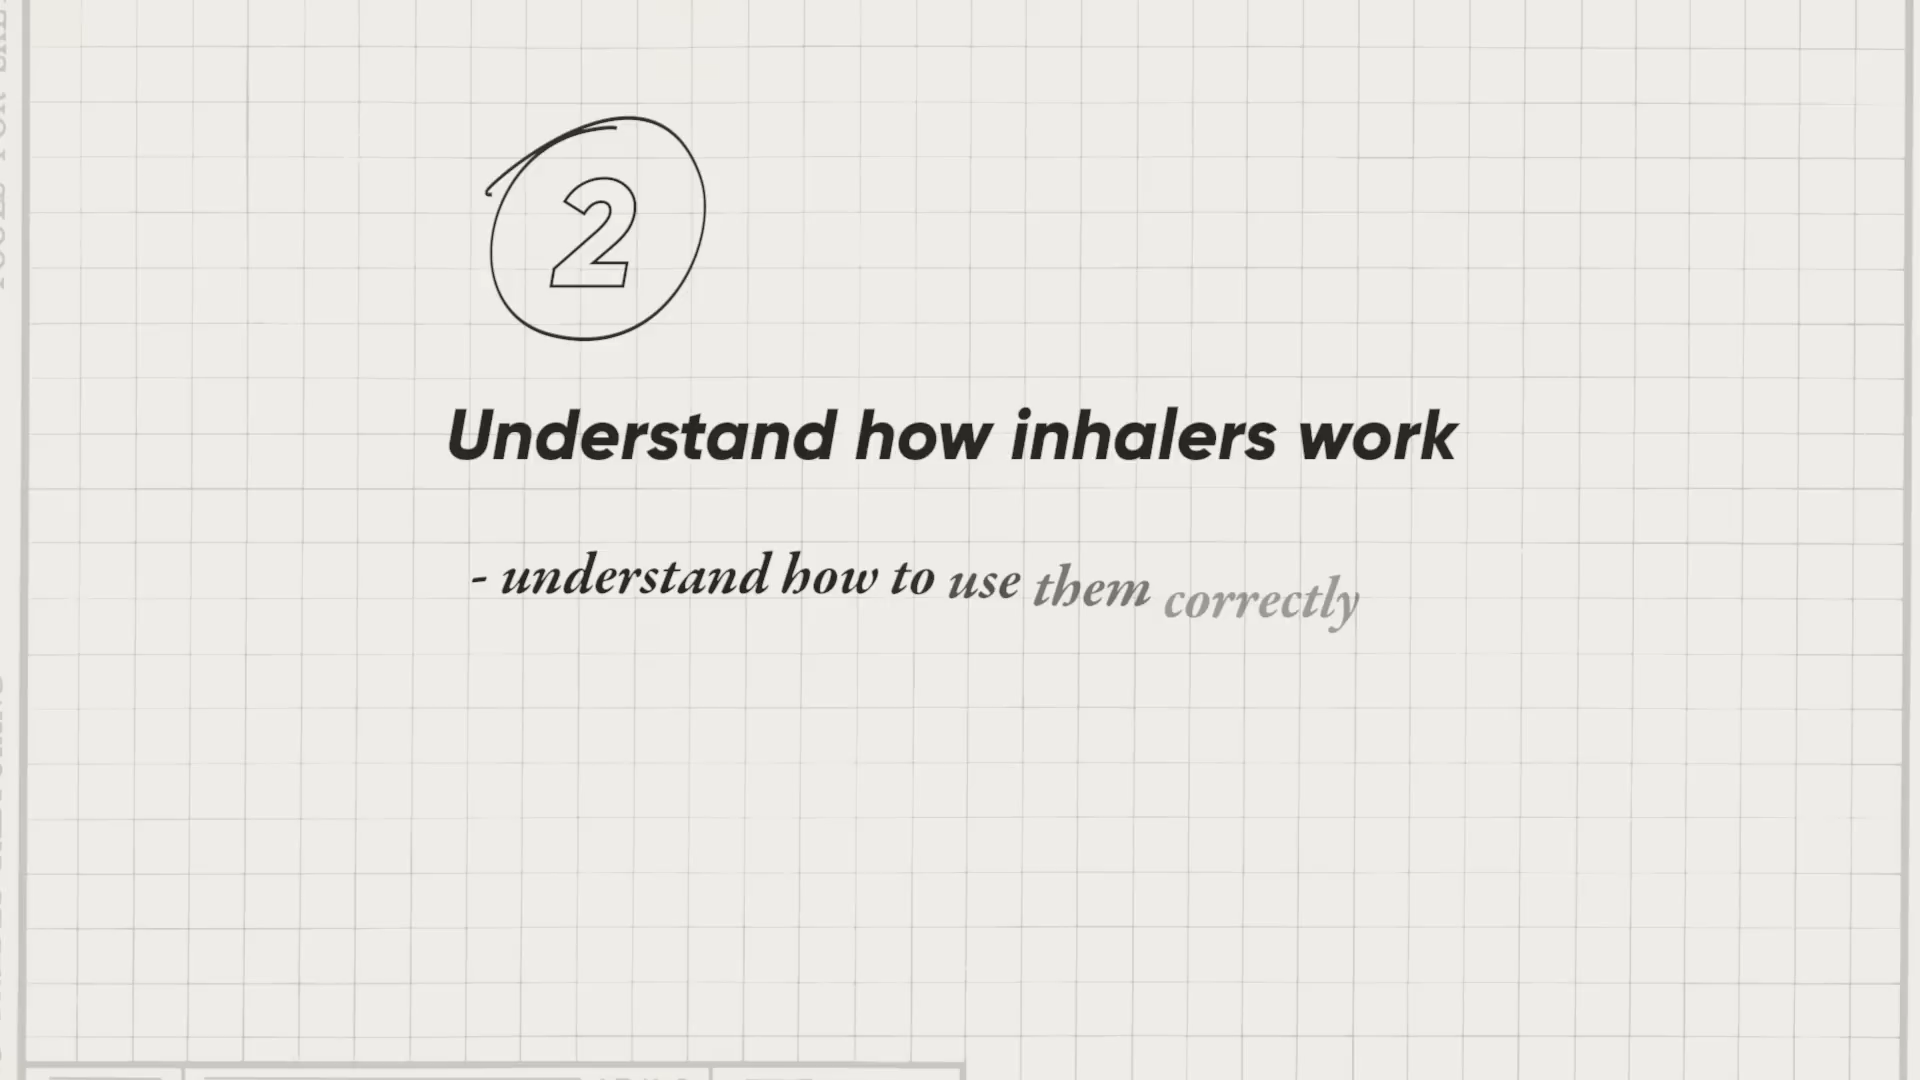 2
Understand how inhalers work
- understand how to use them correctly